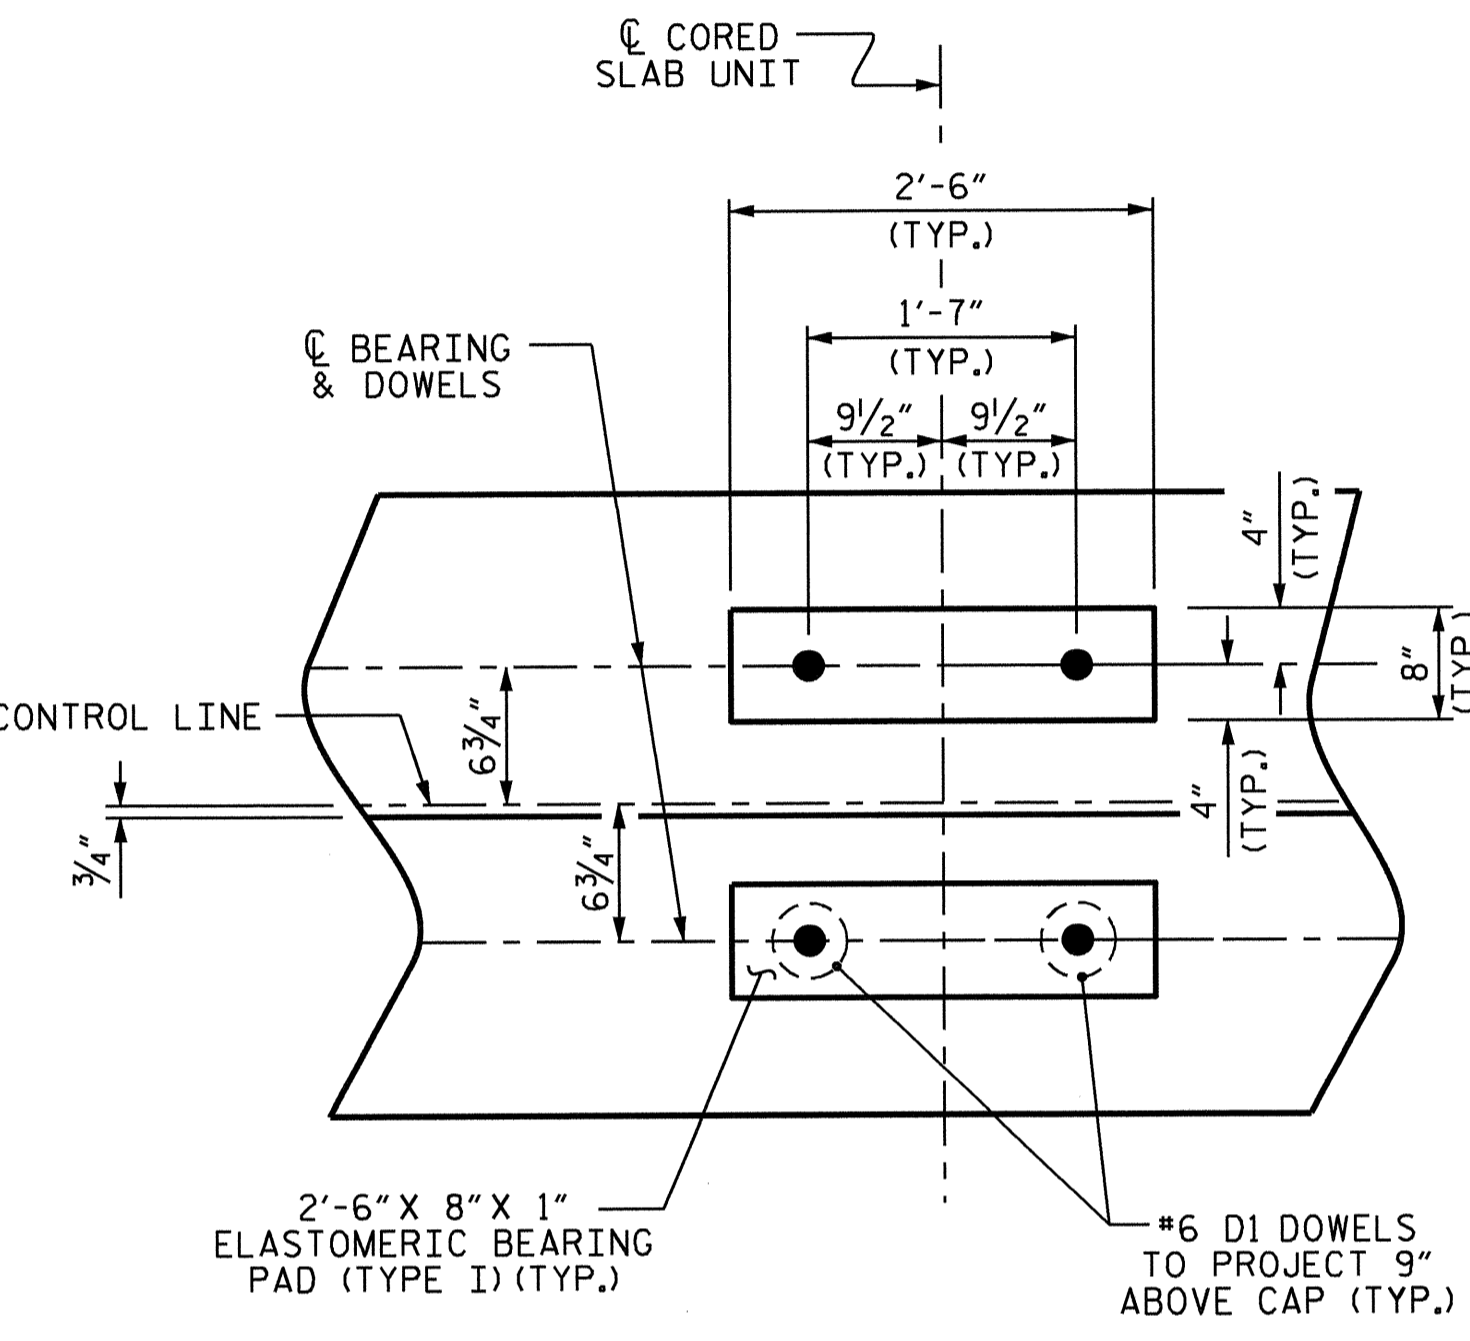 ℄ CORED
SLAB UNIT
2'-6"
(TYP.)
1'-7"
(TYP.)
℄ BEARING
& DOWELS
9½" 9½"
(TYP.) (TYP.)
4"
(TYP.)
8"
(TYP.)
CONTROL LINE
6¾"
4"
(TYP.)
¾"
6¾"
2'-6" X 8" X 1"
ELASTOMERIC BEARING
PAD (TYPE I) (TYP.)
#6 D1 DOWELS
TO PROJECT 9"
ABOVE CAP (TYP.)